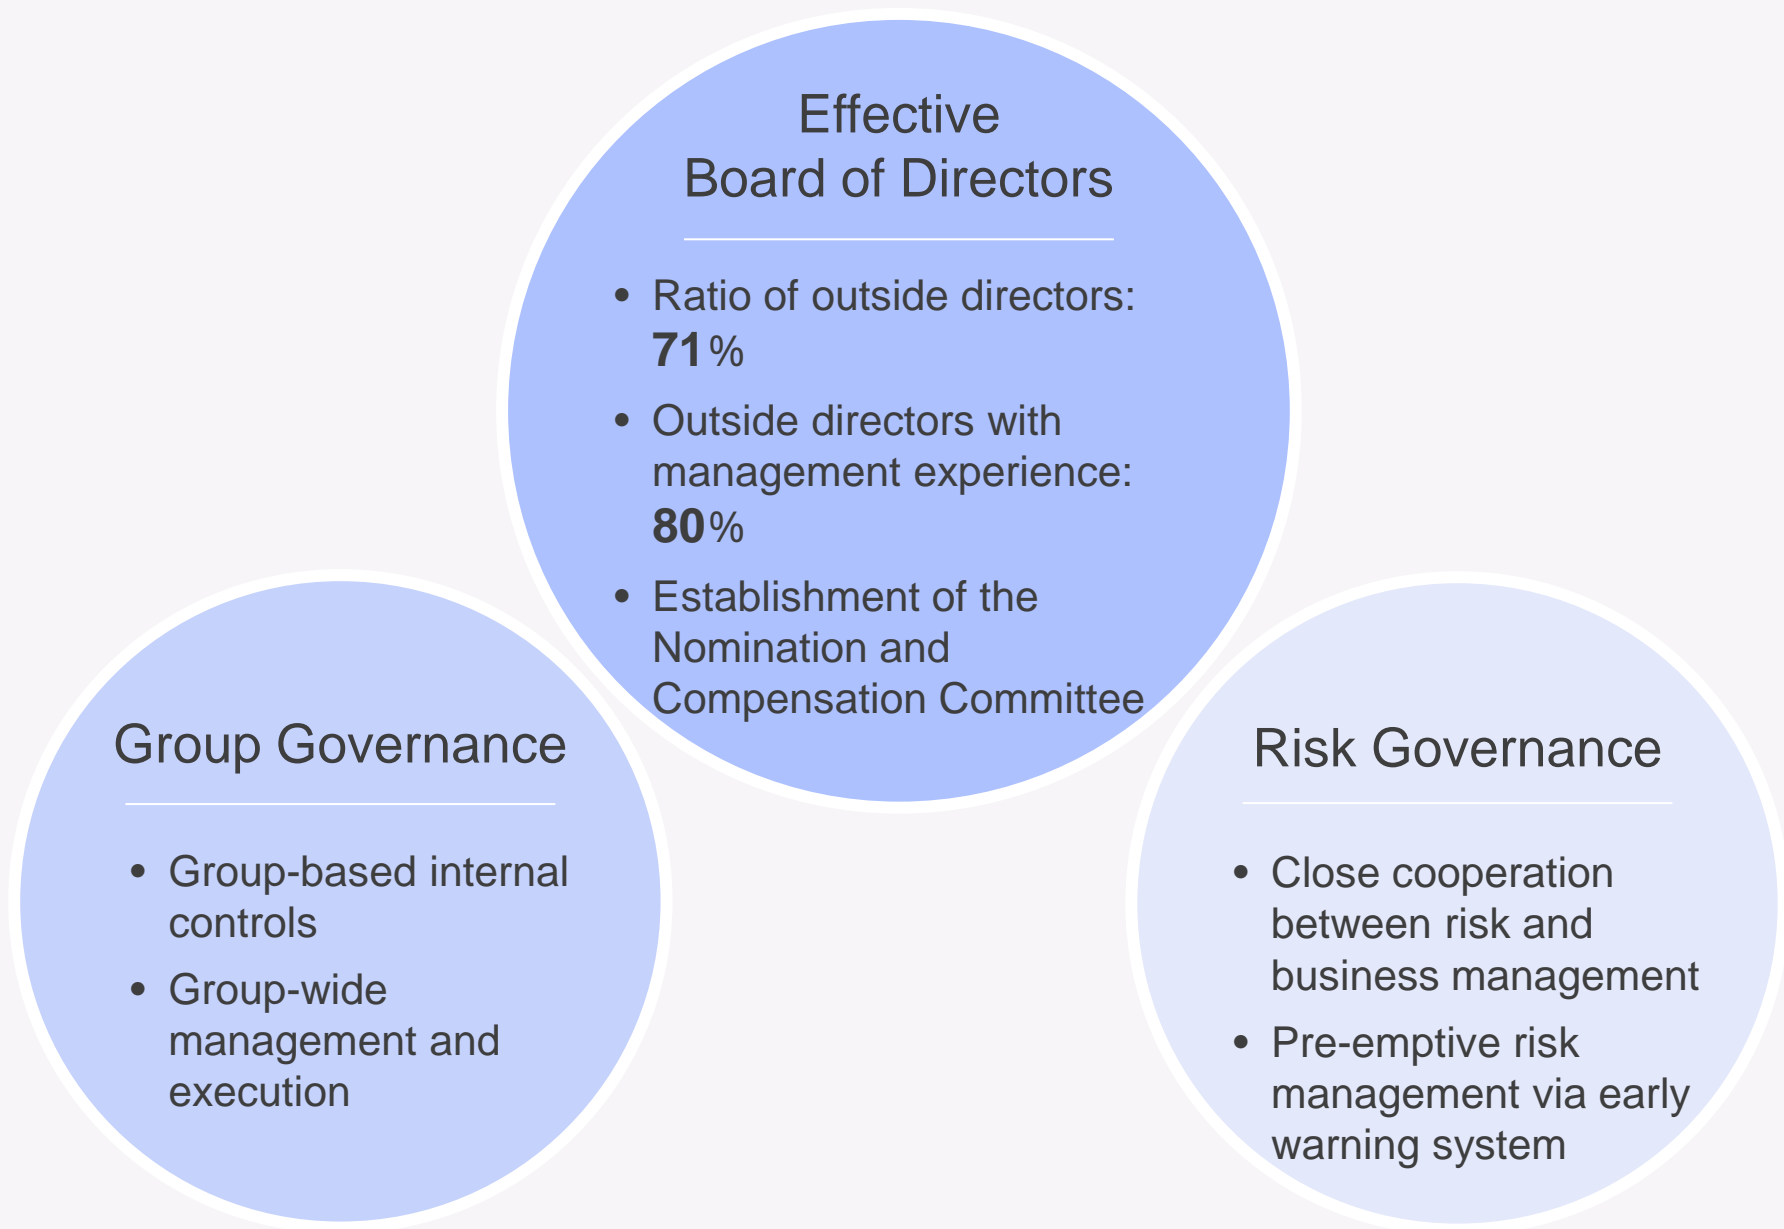 Effective
Board of Directors
• Ratio of outside directors:
71%
• Outside directors with
management experience:
80%
• Establishment of the
Nomination and
Compensation Committee
Group Governance
• Group-based internal
controls
• Group-wide
management and
execution
Risk Governance
• Close cooperation
between risk and
business management
• Pre-emptive risk
management via early
warning system